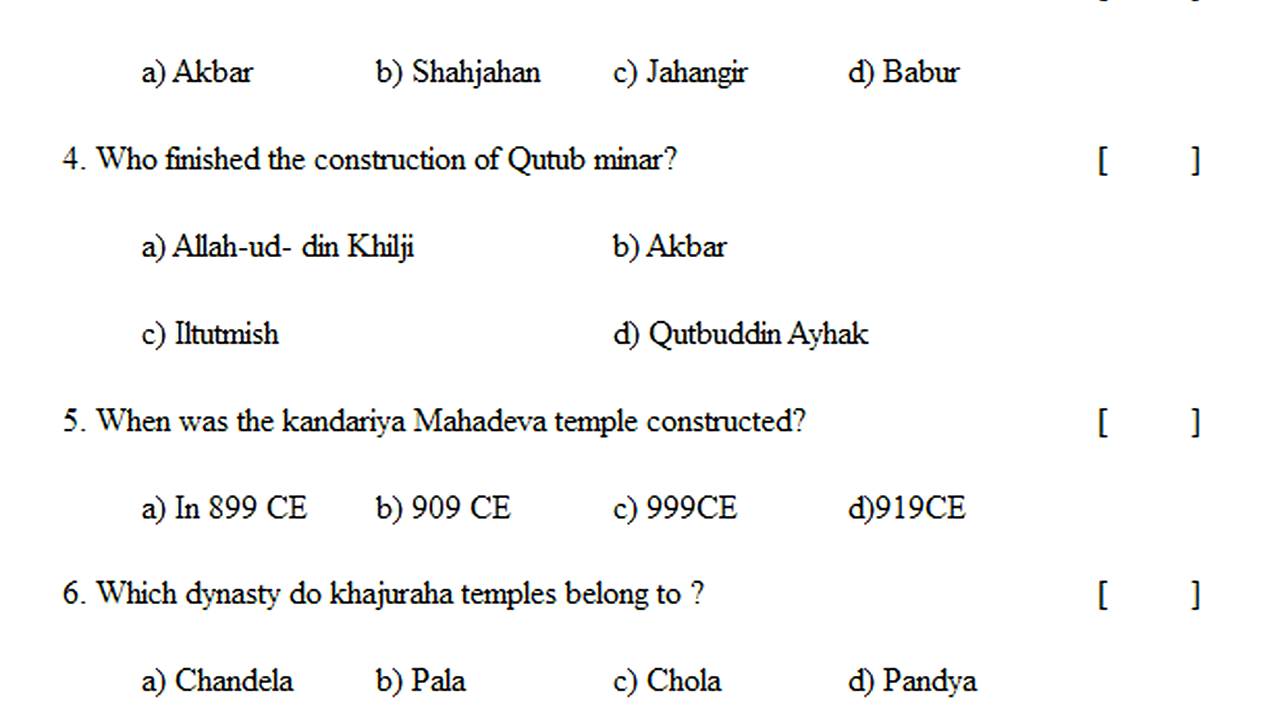 a) Akbar b) Shahjahan c) Jahangir d) Babur
4. Who finished the construction of Qutub minar? [ ]
a) Allah-ud- din Khilji b) Akbar
c) Iltutmish d) Qutbuddin Ayhak
5. When was the kandariya Mahadeva temple constructed? [ ]
a) In 899 CE b) 909 CE c) 999CE d)919CE
6. Which dynasty do khajuraha temples belong to ? [ ]
a) Chandela b) Pala c) Chola d) Pandya